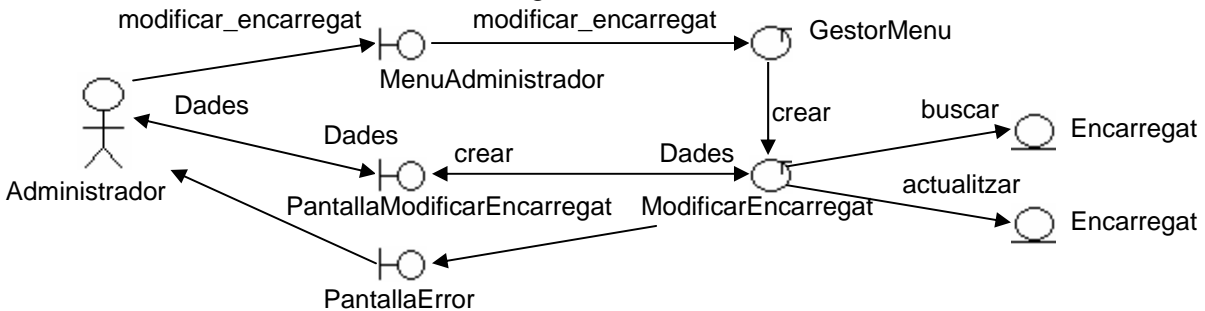 modificar_encarregat
modificar_encarregat
GestorMenu
MenuAdministrador
Dades
crear
buscar
Encarregat
Dades
crear
Dades
Administrador
PantallaModificarEncarregat
ModificarEncarregat
actualitzar
Encarregat
PantallaError